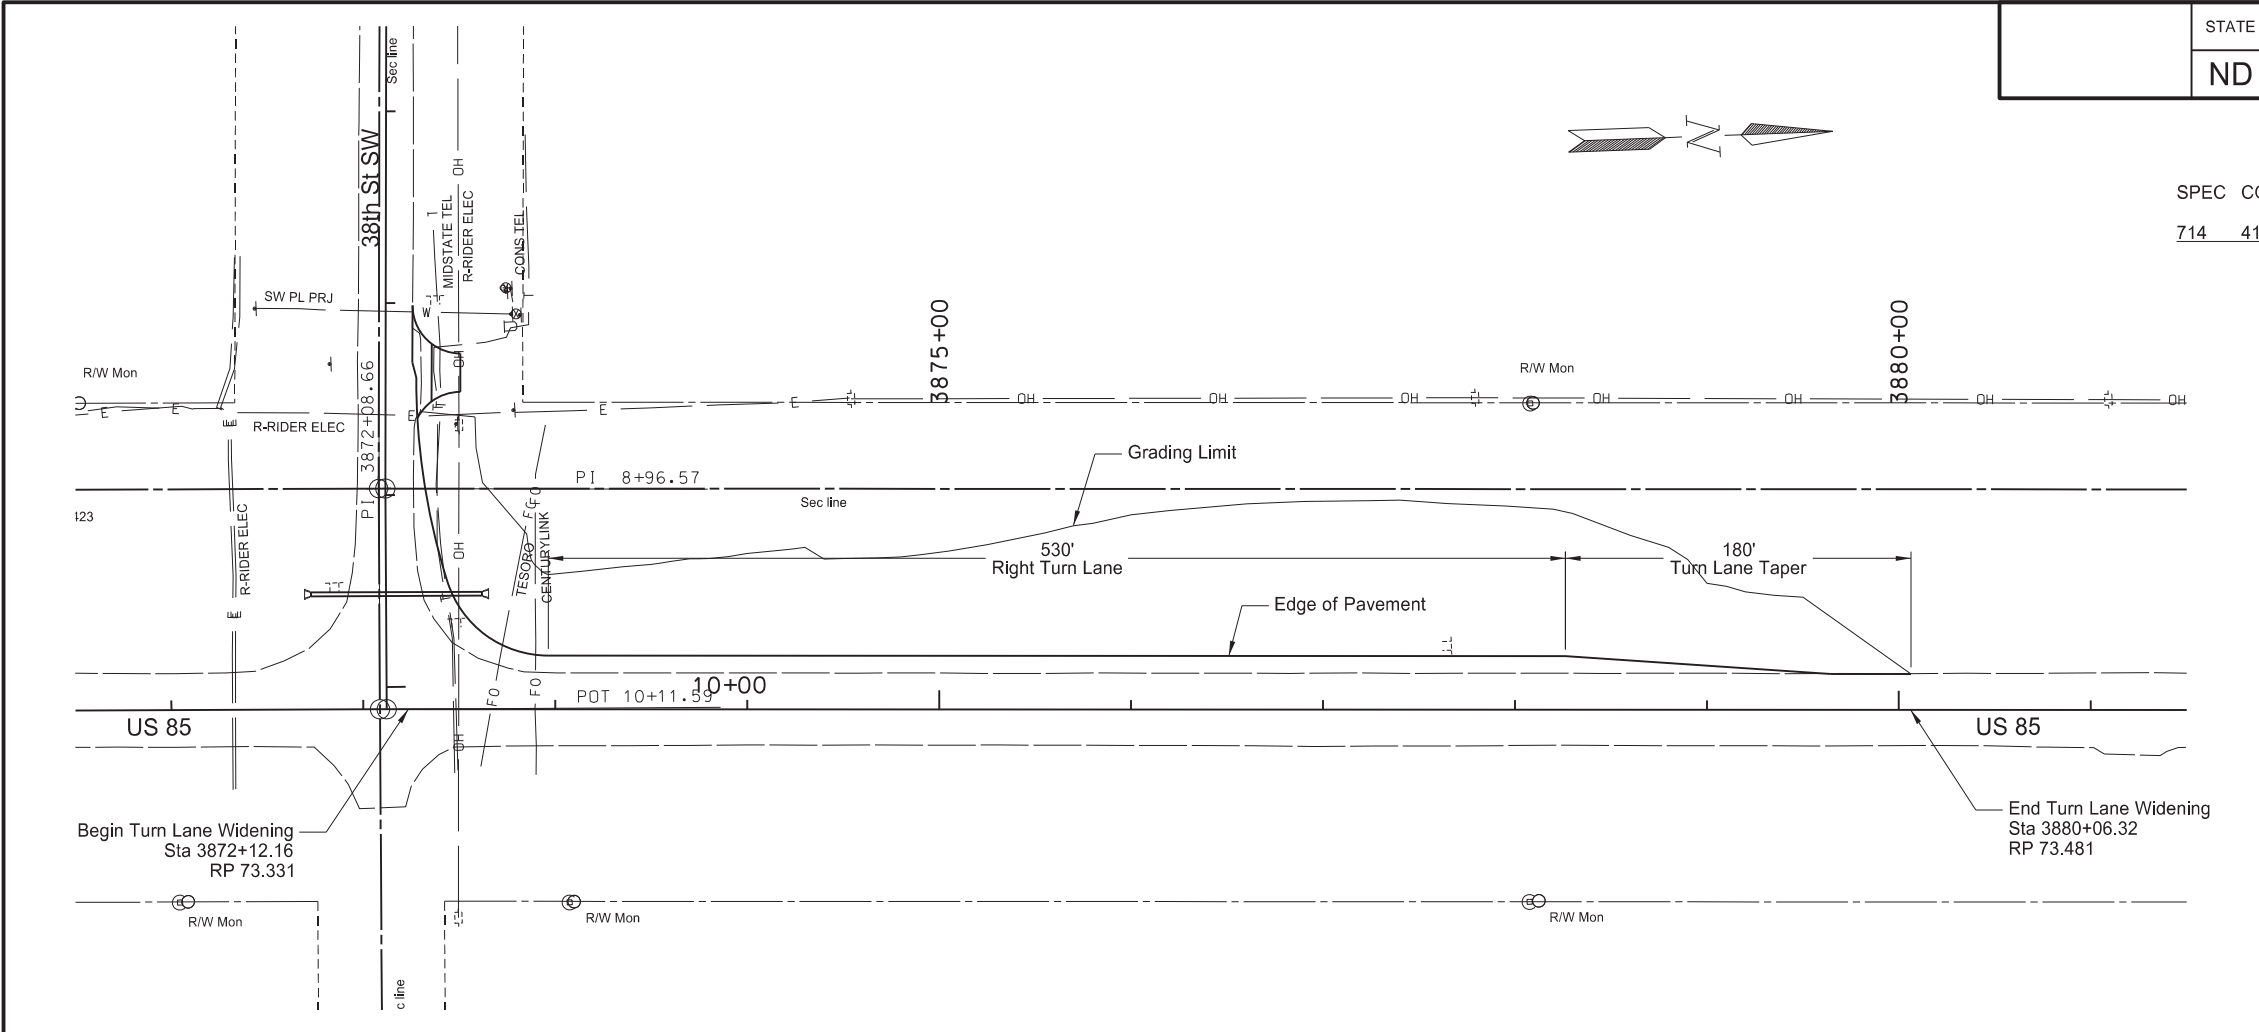 STATE
ND
SPEC
714
N
Sec line
38th St SW
OH
T
MIDSTATE TEL
R-RIDER ELEC
CONS TEL
SW PL PRJ
W
3875+00
3880+00
R/W Mon
R/W Mon
OH
E
E
E
E
E
OH
OH
OH
OH
OH
OH
OH
R-RIDER ELEC
PI 3872+08.66
T
Grading Limit
PI 8+96.57
Sec line
FO
FO
R-RIDER ELEC
E
E
OH
TESORO
CENTURYLINK
530'
Right Turn Lane
180'
Turn Lane Taper
Edge of Pavement
T
FO
FO
POT 10+11.59
10+00
US 85
US 85
OH
Begin Turn Lane Widening
Sta 3872+12.16
RP 73.331
End Turn Lane Widening
Sta 3880+06.32
RP 73.481
R/W Mon
R/W Mon
R/W Mon
c line